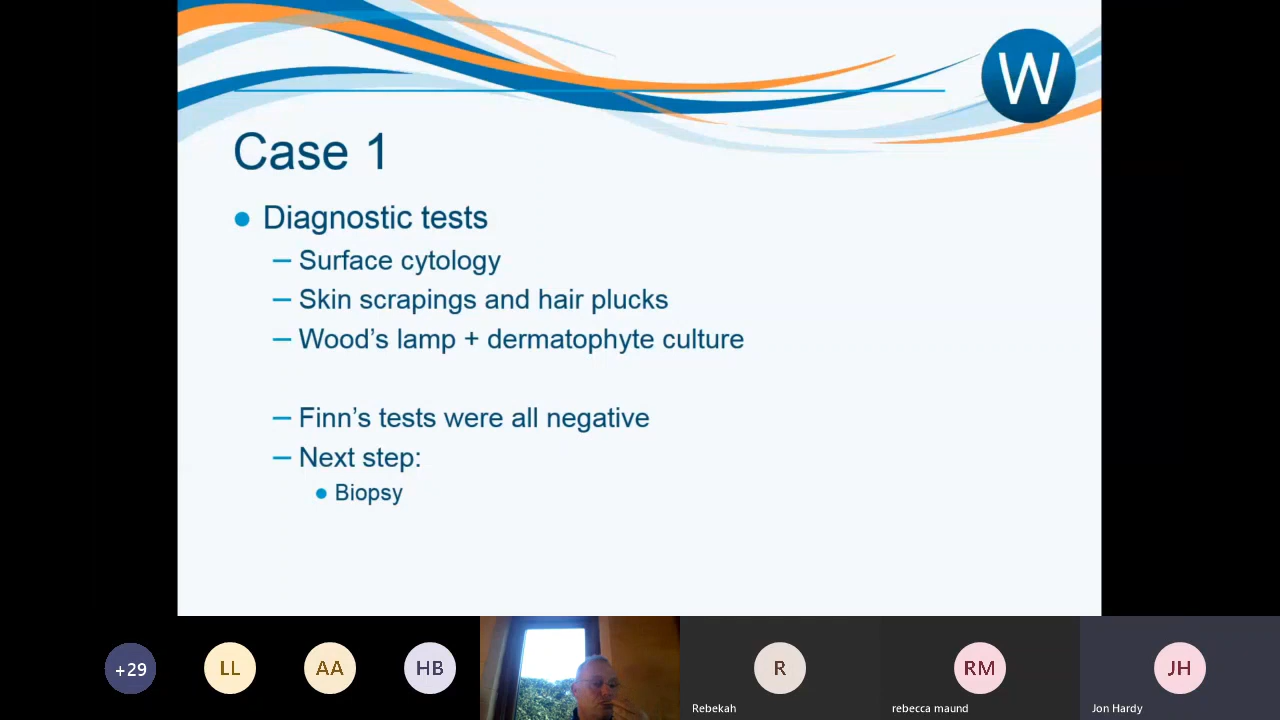 W
Case 1
Diagnostic tests
– Surface cytology
– Skin scrapings and hair plucks
– Wood’s lamp + dermatophyte culture
– Finn’s tests were all negative
– Next step:
Biopsy
+29
LL
AA
HB
R
RM
JH
Rebekah
rebecca maund
Jon Hardy